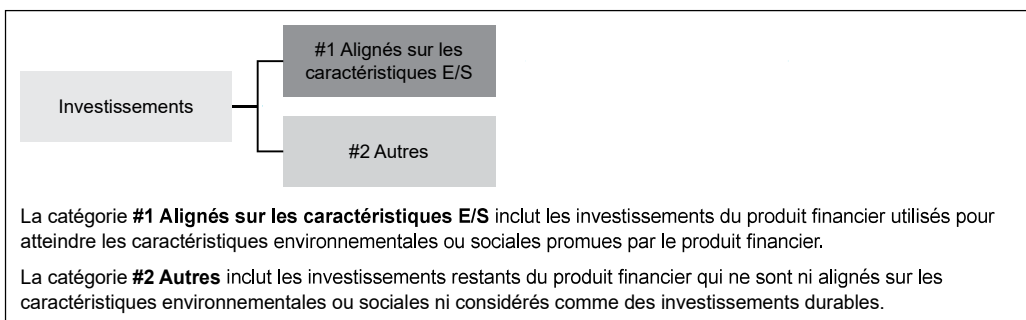 #1 Alignés sur les
caractéristiques E/S
Investissements
#2 Autres
La catégorie #1 Alignés sur les caractéristiques E/S inclut les investissements du produit financier utilisés pour
atteindre les caractéristiques environnementales ou sociales promues par le produit financier.
La catégorie #2 Autres inclut les investissements restants du produit financier qui ne sont ni alignés sur les
caractéristiques environnementales ou sociales ni considérés comme des investissements durables.